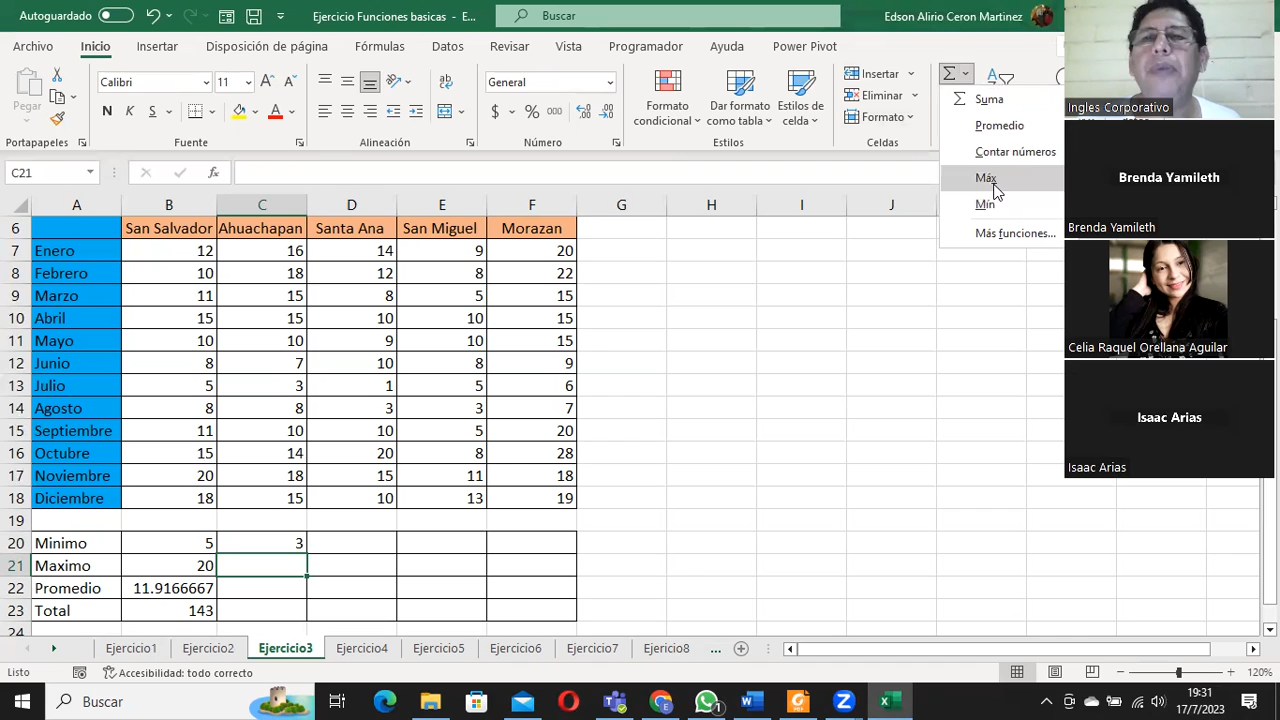 Autoguardado
Ejercicio Funciones basicas - E...
Buscar
Edson Alirio Ceron Martinez
Archivo Inicio Insertar Disposición de página Fórmulas Datos Revisar Vista Programador Ayuda Power Pivot
Pegar
Calibri 11
N K S
General
$ % 000
Formato condicional
Dar formato como tabla
Estilos de celda
Insertar
Eliminar
Formato
Portapapeles Fuente Alineación Número Estilos Celdas
Suma
Promedio
Contar números
Máx
Mín
Más funciones...
C21
A B C D E F G H I J
6 San Salvador Ahuachapan Santa Ana San Miguel Morazan
7 Enero 12 16 14 9 20
8 Febrero 10 18 12 8 22
9 Marzo 11 15 8 5 15
10 Abril 15 15 10 10 15
11 Mayo 10 10 9 10 15
12 Junio 8 7 10 8 9
13 Julio 5 3 1 5 6
14 Agosto 8 8 3 3 7
15 Septiembre 11 10 10 5 20
16 Octubre 15 14 20 8 28
17 Noviembre 20 18 15 11 18
18 Diciembre 18 15 10 13 19
19
20 Minimo 5 3
21 Maximo 20
22 Promedio 11.9166667
23 Total 143
24
Ejercicio1 Ejercicio2 Ejercicio3 Ejercicio4 Ejercicio5 Ejercicio6 Ejercicio7 Ejercicio8 ...
Listo
Accesibilidad: todo correcto
120%
Buscar
19:31
17/7/2023
Ingles Corporativo
Brenda Yamileth
Brenda Yamileth
Celia Raquel Orellana Aguilar
Isaac Arias
Isaac Arias